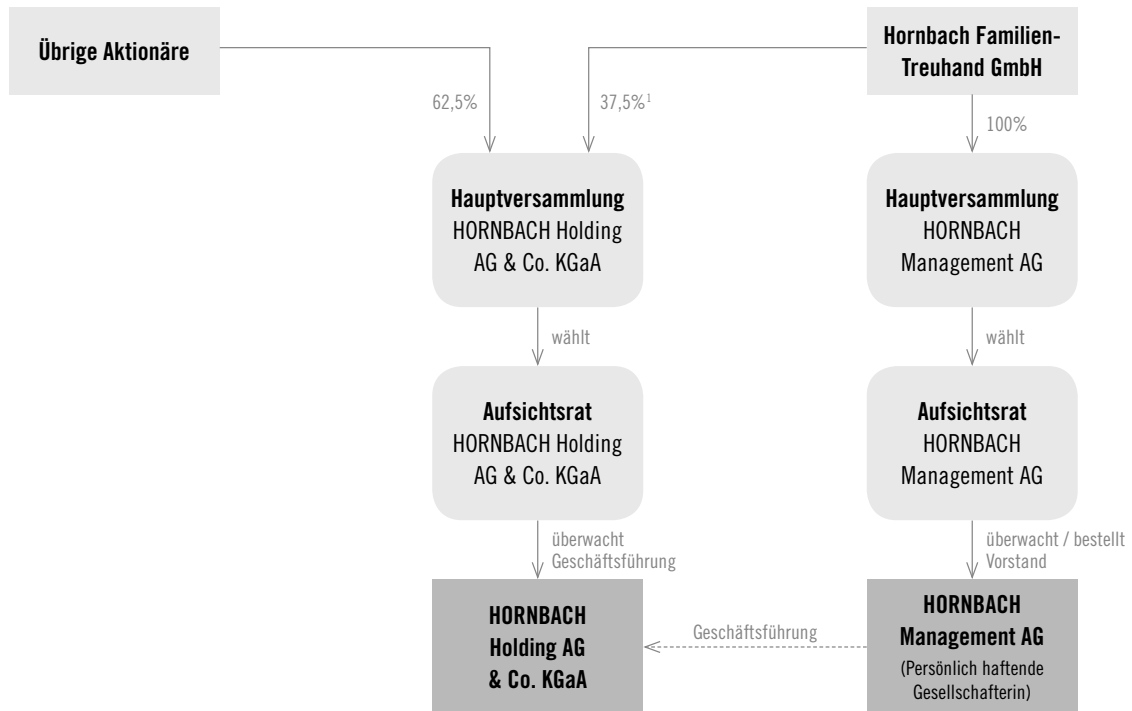 Übrige Aktionäre
Hornbach Familien-
Treuhand GmbH
62,5%
37,5%¹
100%
Hauptversammlung
HORNBACH Holding
AG & Co. KGaA
Hauptversammlung
HORNBACH
Management AG
wählt
wählt
Aufsichtsrat
HORNBACH Holding
AG & Co. KGaA
Aufsichtsrat
HORNBACH
Management AG
überwacht
Geschäftsführung
überwacht / bestellt
Vorstand
HORNBACH
Holding AG
& Co. KGaA
Geschäftsführung
HORNBACH
Management AG
(Persönlich haftende
Gesellschafterin)